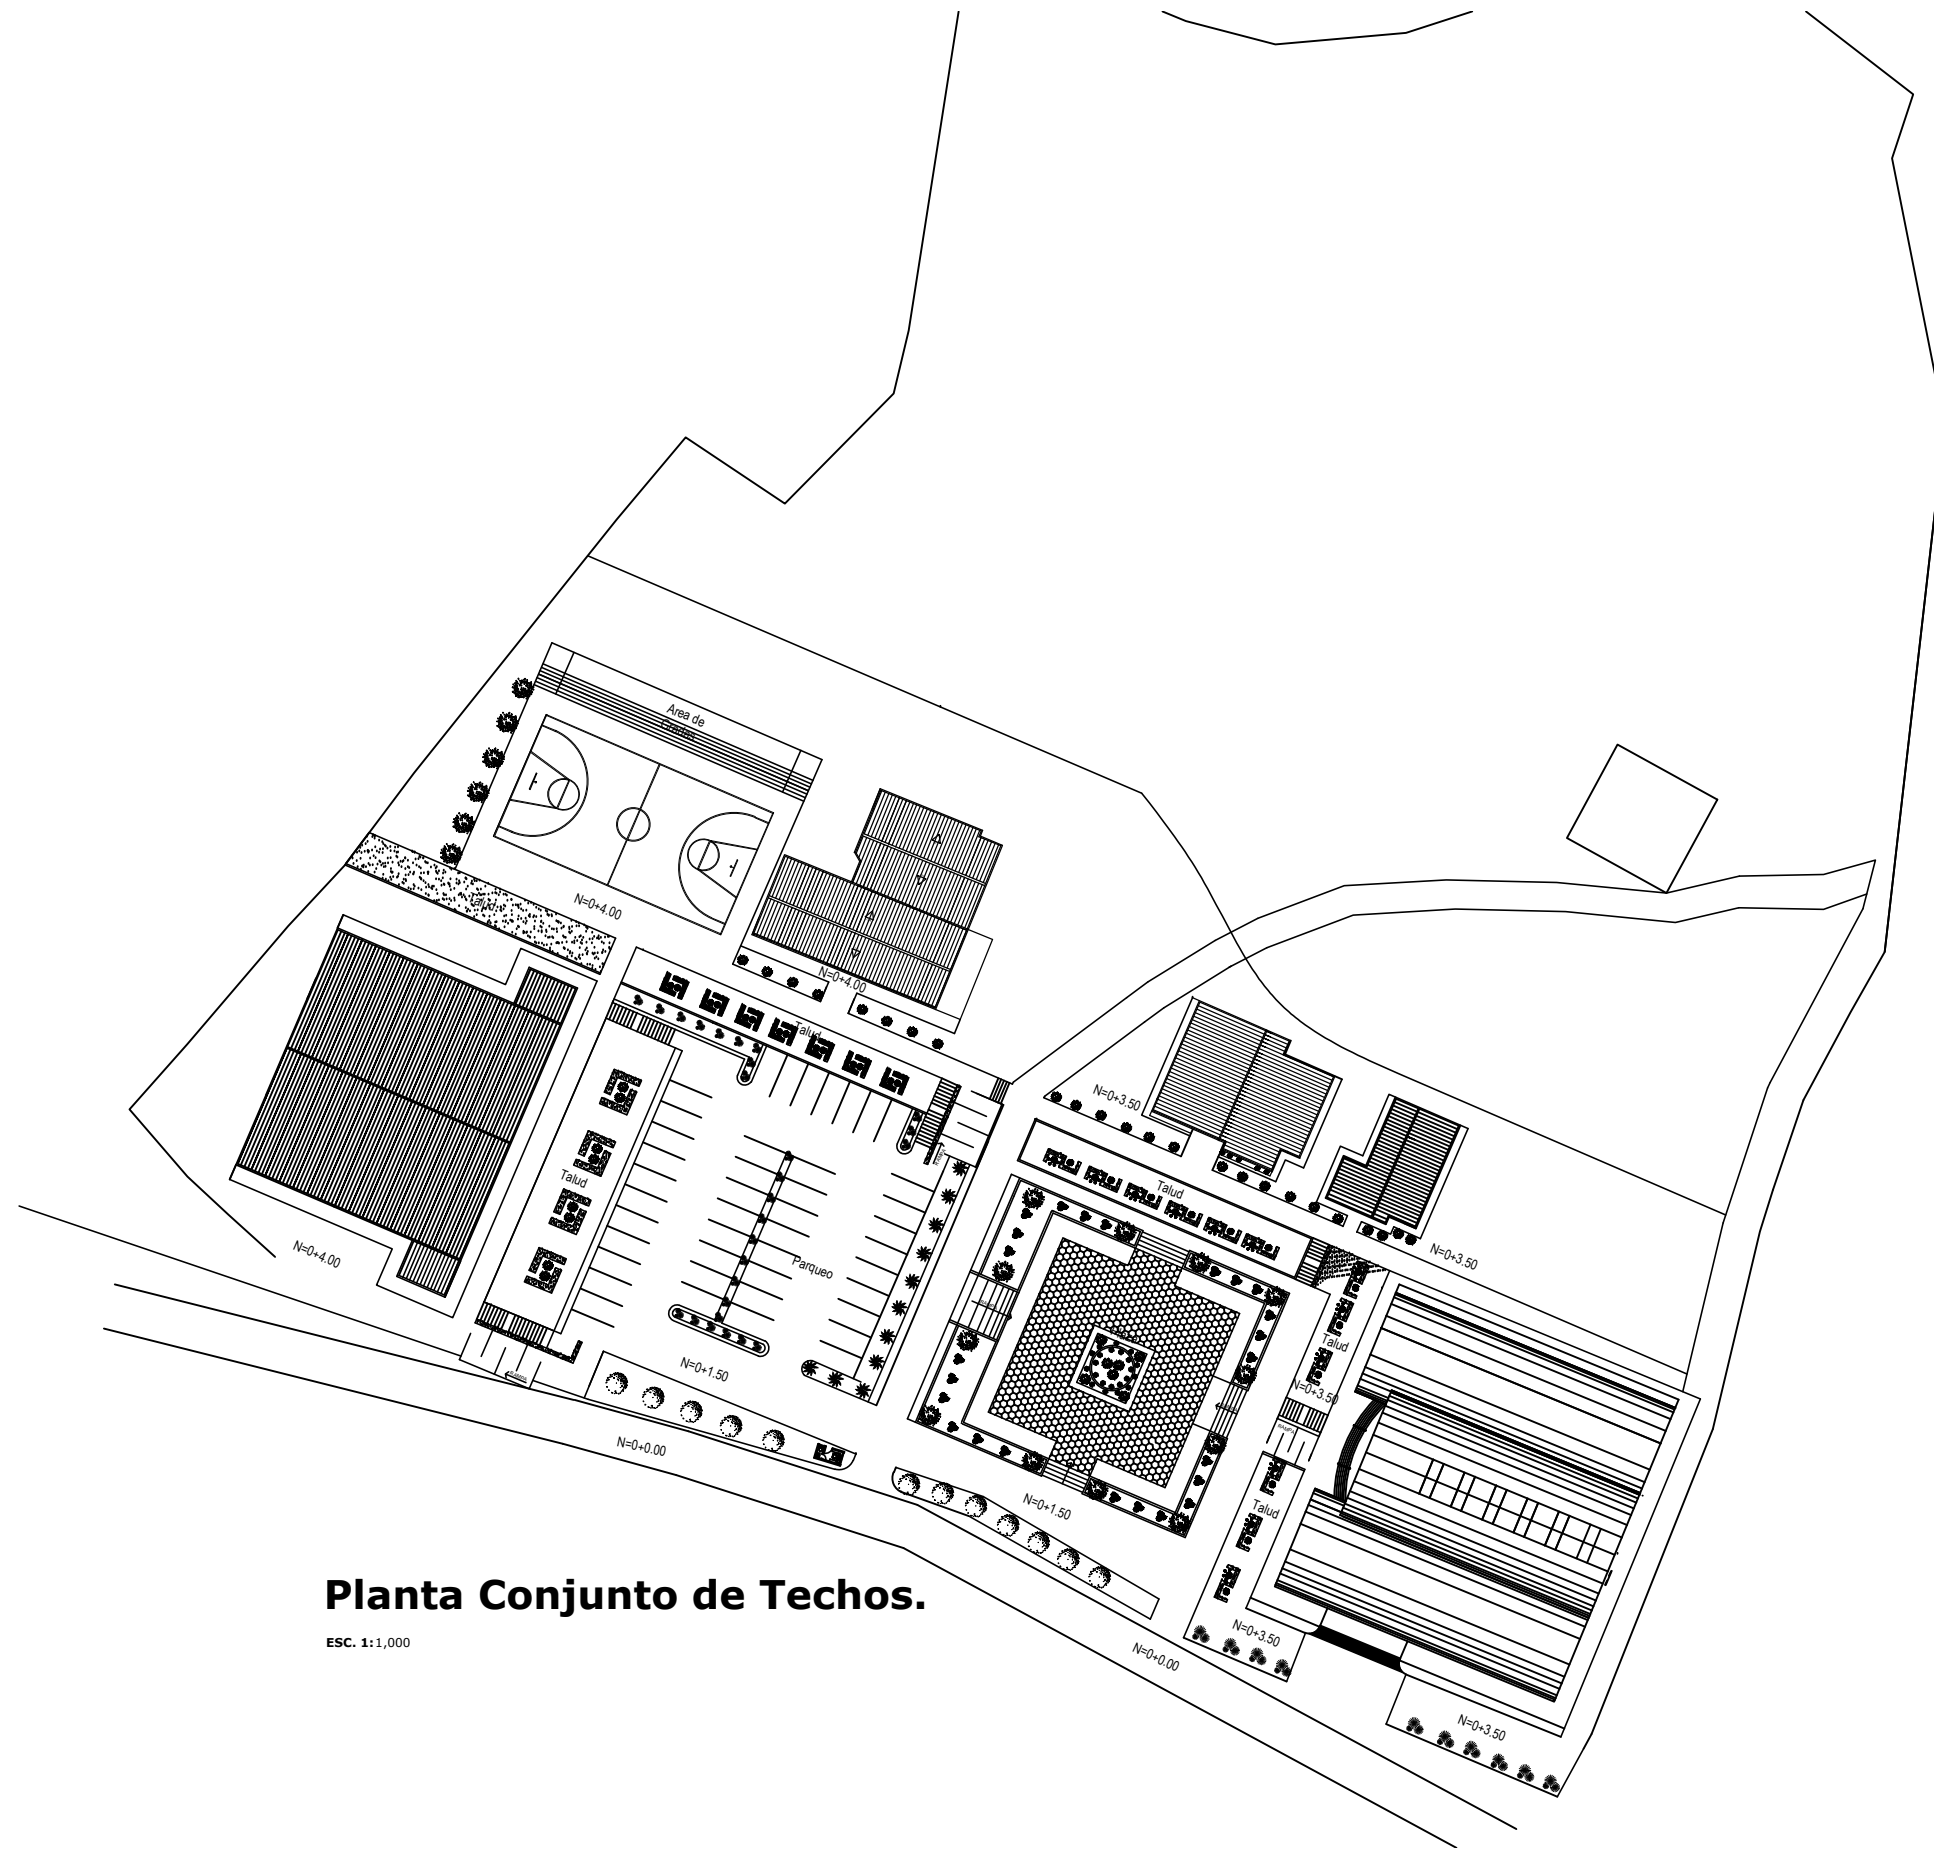 Area de
Gradas
Talud
N=0+4.00
N=0+4.00
Talud
N=0+3.50
Talud
Talud
Parqueo
N=0+4.00
N=0+3.50
Talud
N=0+1.50
N=0+3.50
N=0+0.00
N=0+1.50
Talud
Planta Conjunto de Techos.
ESC. 1:1,000
N=0+3.50
N=0+0.00
N=0+3.50